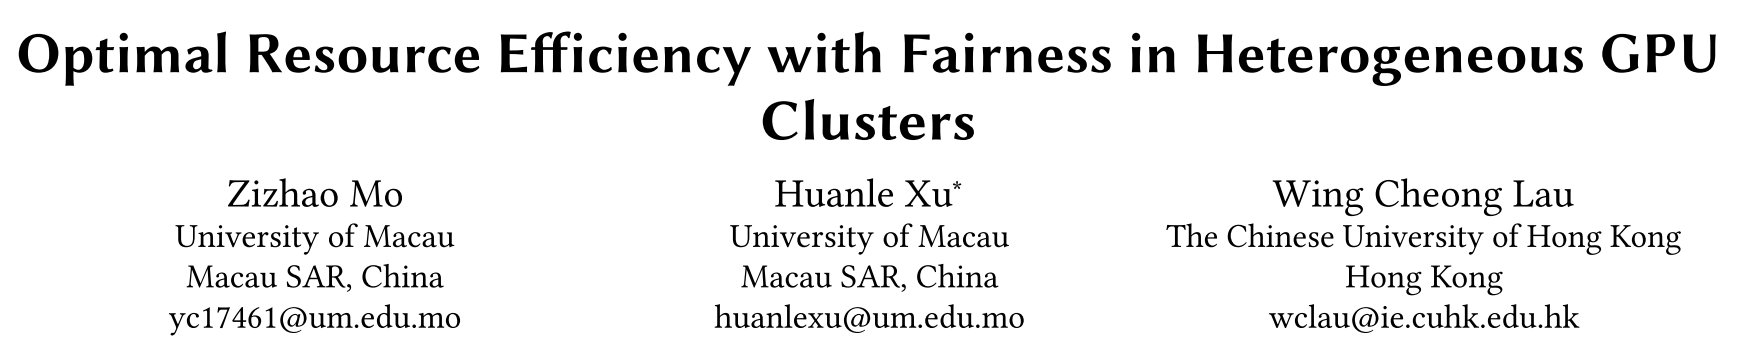 Optimal Resource Efficiency with Fairness in Heterogeneous GPU
Clusters
Zizhao Mo
University of Macau
Macau SAR, China
yc17461@um.edu.mo
Huanle Xu*
University of Macau
Macau SAR, China
huanlexu@um.edu.mo
Wing Cheong Lau
The Chinese University of Hong Kong
Hong Kong
wclau@ie.cuhk.edu.hk